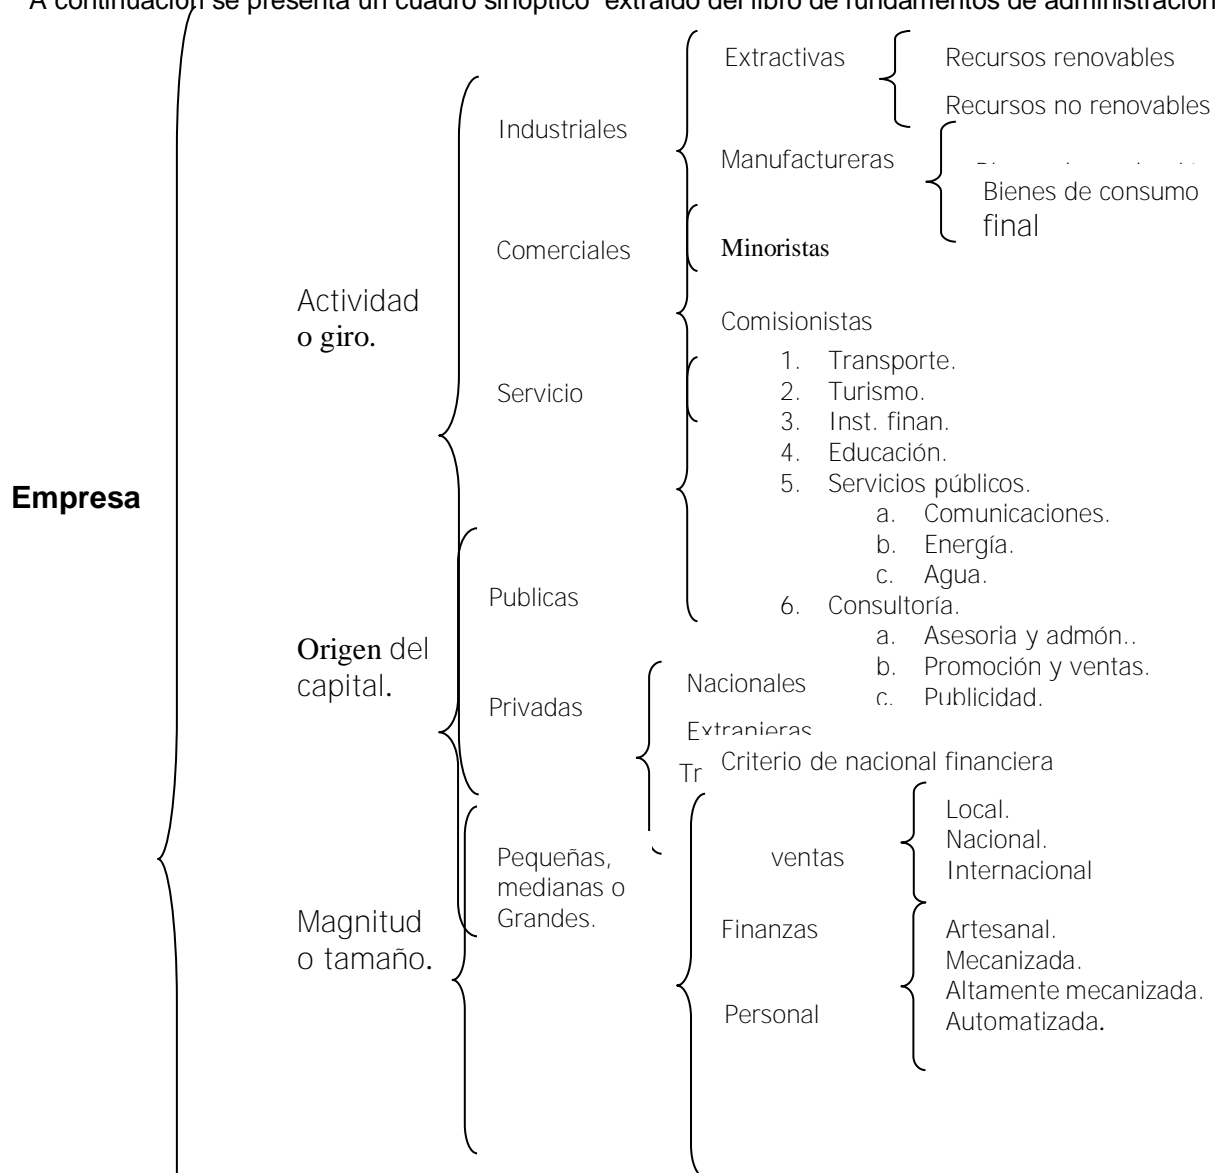 A continuación se presenta un cuadro sinóptico extraído del libro de fundamentos de administración
Empresa
Actividad
o giro.
Industriales
Extractivas
Recursos renovables
Recursos no renovables
Manufactureras
Bienes de consumo
final
Comerciales
Minoristas
Comisionistas
Servicio
1. Transporte.
2. Turismo.
3. Inst. finan.
4. Educación.
5. Servicios públicos.
a. Comunicaciones.
b. Energía.
c. Agua.
6. Consultoría.
a. Asesoria y admón..
b. Promoción y ventas.
c. Publicidad.
Origen del
capital.
Publicas
Privadas
Nacionales
Extranjeras
Tr
Magnitud
o tamaño.
Pequeñas,
medianas o
Grandes.
Criterio de nacional financiera
ventas
Local.
Nacional.
Internacional
Finanzas
Personal
Artesanal.
Mecanizada.
Altamente mecanizada.
Automatizada.